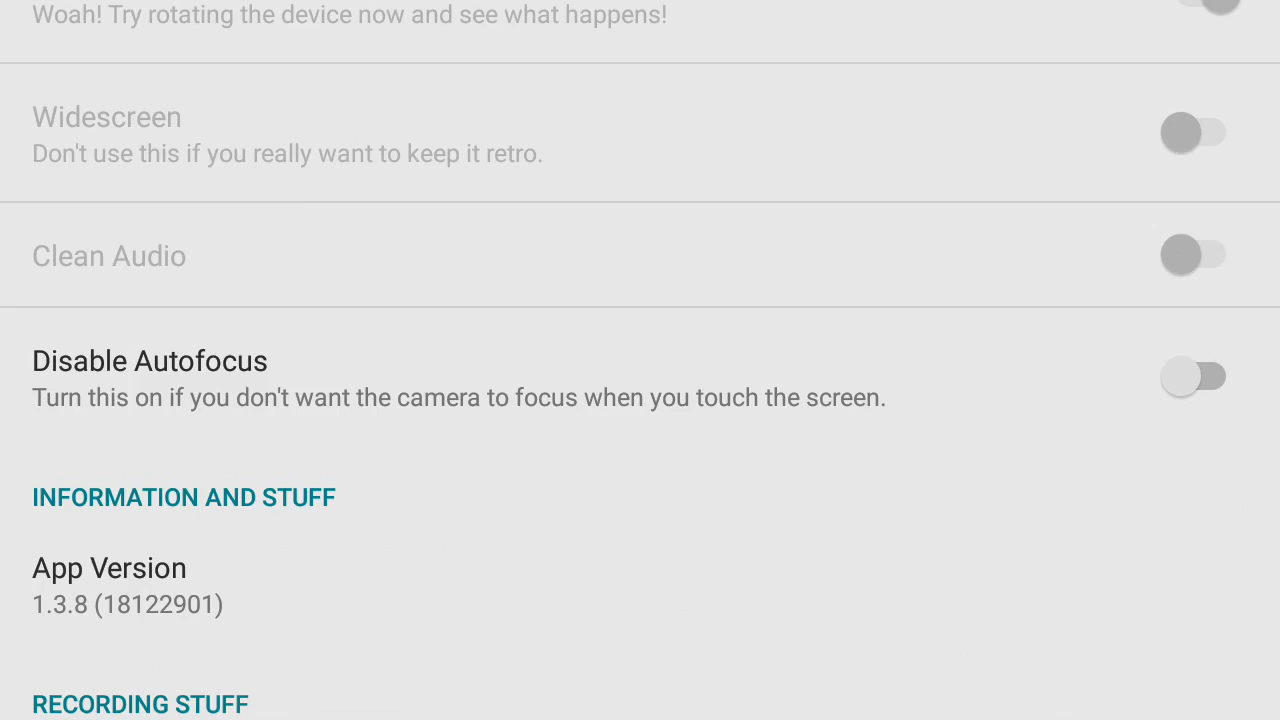 Woah! Try rotating the device now and see what happens!
Widescreen
Don't use this if you really want to keep it retro.
Clean Audio
Disable Autofocus
Turn this on if you don't want the camera to focus when you touch the screen.
INFORMATION AND STUFF
App Version
1.3.8 (18122901)
RECORDING STUFF